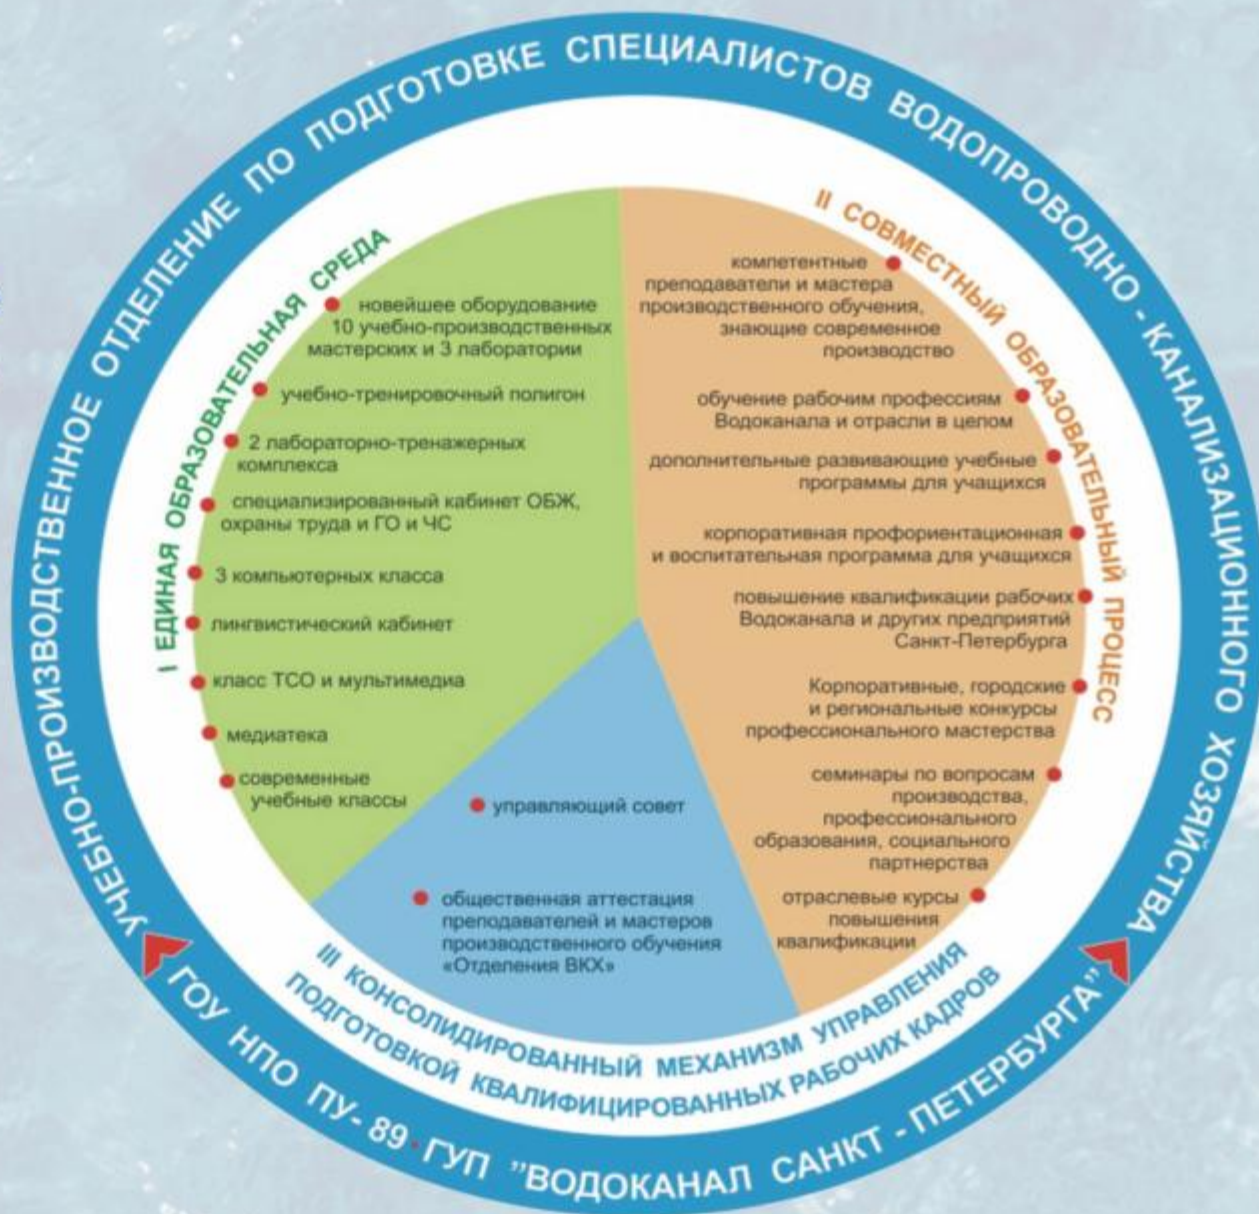 УЧЕБНО-ПРОИЗВОДСТВЕННОЕ ОТДЕЛЕНИЕ ПО ПОДГОТОВКЕ СПЕЦИАЛИСТОВ ВОДОПРОВОДНО - КАНАЛИЗАЦИОННОГО ХОЗЯЙСТВА
I ЕДИНАЯ ОБРАЗОВАТЕЛЬНАЯ СРЕДА
новейшее оборудование
10 учебно-производственных
мастерских и 3 лаборатории
учебно-тренировочный полигон
2 лабораторно-тренажерных
комплекса
специализированный кабинет ОБЖ,
охраны труда и ГО и ЧС
3 компьютерных класса
лингвистический кабинет
класс ТСО и мультимедиа
медиатека
современные
учебные классы
II СОВМЕСТНЫЙ ОБРАЗОВАТЕЛЬНЫЙ ПРОЦЕСС
компетентные
преподаватели и мастера
производственного обучения,
знающие современное
производство
обучение рабочим профессиям
Водоканала и отрасли в целом
дополнительные развивающие учебные
программы для учащихся
корпоративная профориентационная
и воспитательная программа для учащихся
повышение квалификации рабочих
Водоканала и других предприятий
Санкт-Петербурга
Корпоративные, городские
и региональные конкурсы
профессионального мастерства
семинары по вопросам
производства,
профессионального
образования, социального
партнерства
отраслевые курсы
повышения
квалификации
управляющий совет
общественная аттестация
преподавателей и мастеров
производственного обучения
«Отделения ВКХ»
III КОНСОЛИДИРОВАННЫЙ МЕХАНИЗМ УПРАВЛЕНИЯ
ПОДГОТОВКОЙ КВАЛИФИЦИРОВАННЫХ РАБОЧИХ КАДРОВ
ГОУ НПО ПУ- 89 · ГУП "ВОДОКАНАЛ САНКТ - ПЕТЕРБУРГА"